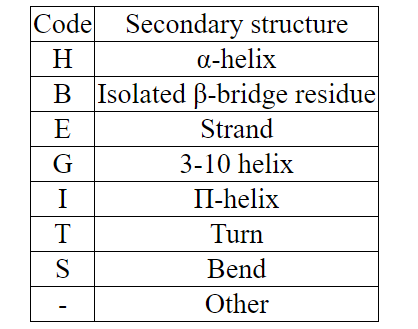 Code Secondary structure
H α-helix
B Isolated β-bridge residue
E Strand
G 3-10 helix
I Π-helix
T Turn
S Bend
- Other